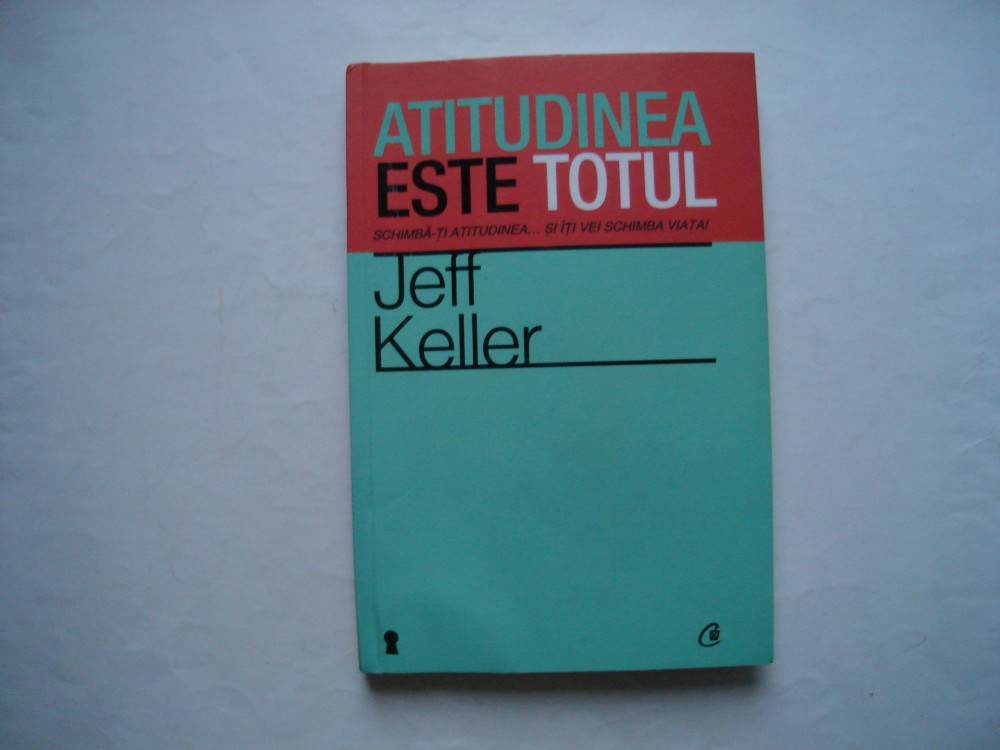 ATITUDINEA
ESTE TOTUL
SCHIMBĂ-ȚI ATITUDINEA... ȘI ÎȚI VEI SCHIMBA VIAȚA!
Jeff
Keller